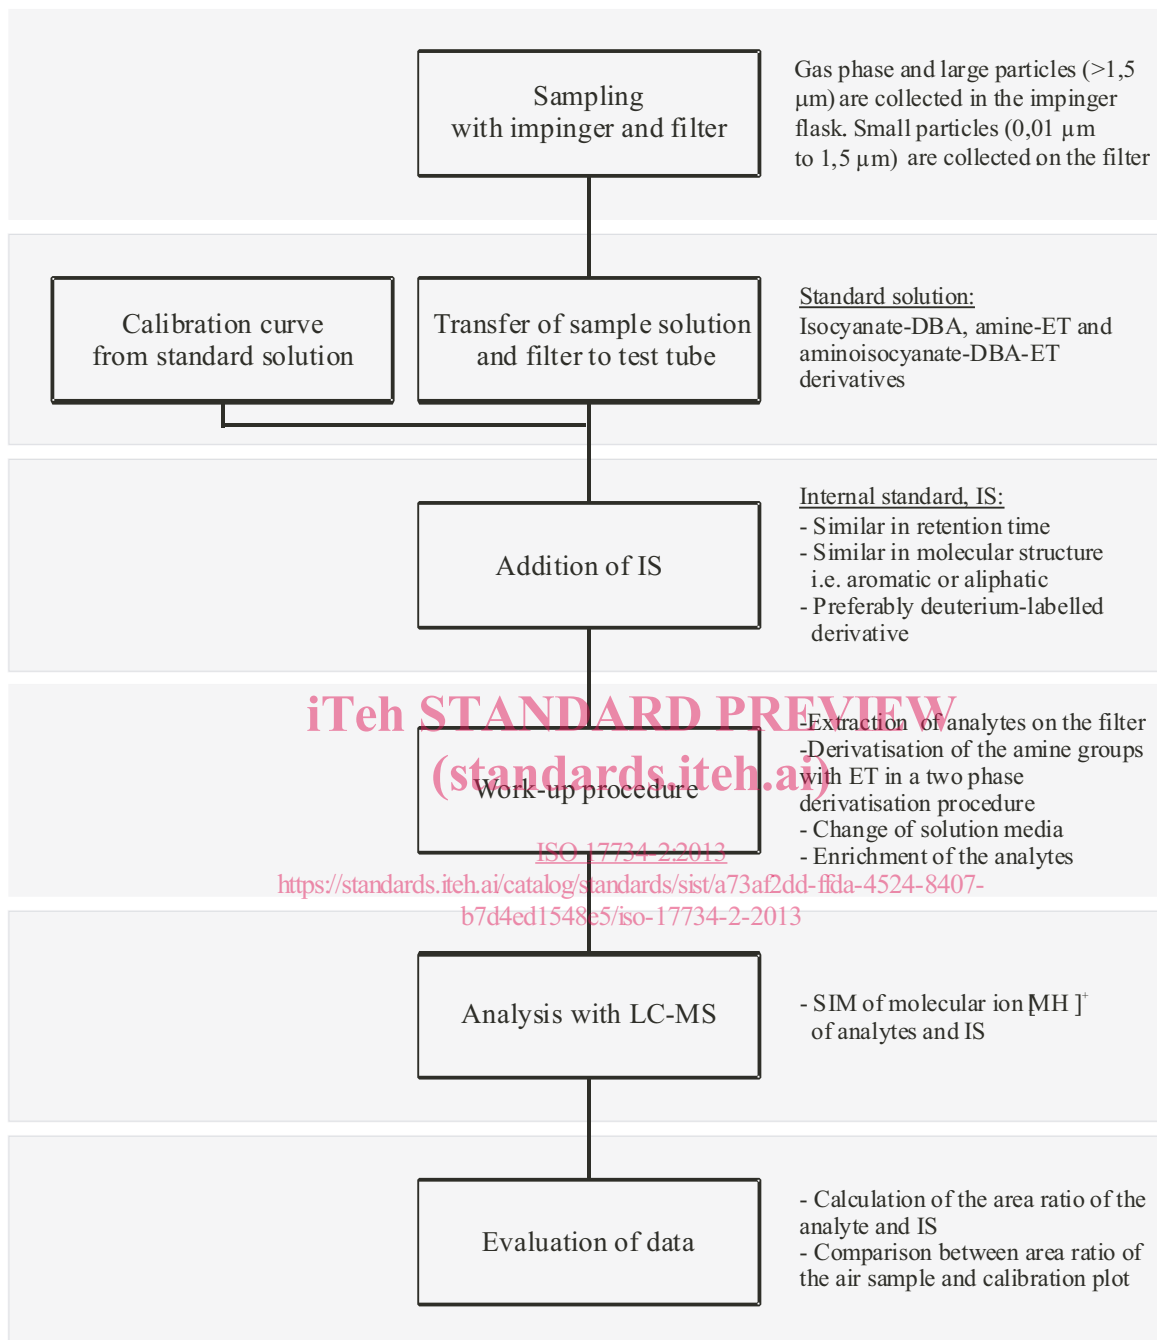 Sampling
with impinger and filter
Gas phase and large particles (>1,5
µm) are collected in the impinger
flask. Small particles (0,01 µm
to 1,5 µm) are collected on the filter
Calibration curve
from standard solution
Transfer of sample solution
and filter to test tube
Standard solution:
Isocyanate-DBA, amine-ET and
aminoisocyanate-DBA-ET
derivatives
Addition of IS
Internal standard, IS:
- Similar in retention time
- Similar in molecular structure
i.e. aromatic or aliphatic
- Preferably deuterium-labelled
derivative
iTeh STANDARD PREVIEW
(standards.iteh.ai)
Work-up procedure
-Extraction of analytes on the filter
-Derivatisation of the amine groups
with ET in a two phase
derivatisation procedure
- Change of solution media
- Enrichment of the analytes
ISO 17734-2:2013
https://standards.iteh.ai/catalog/standards/sist/a73af2dd-ffda-4524-8407-
b7d4ed1548e5/iso-17734-2-2013
Analysis with LC-MS
- SIM of molecular ion [MH ]⁺
of analytes and IS
Evaluation of data
- Calculation of the area ratio of the
analyte and IS
- Comparison between area ratio of
the air sample and calibration plot